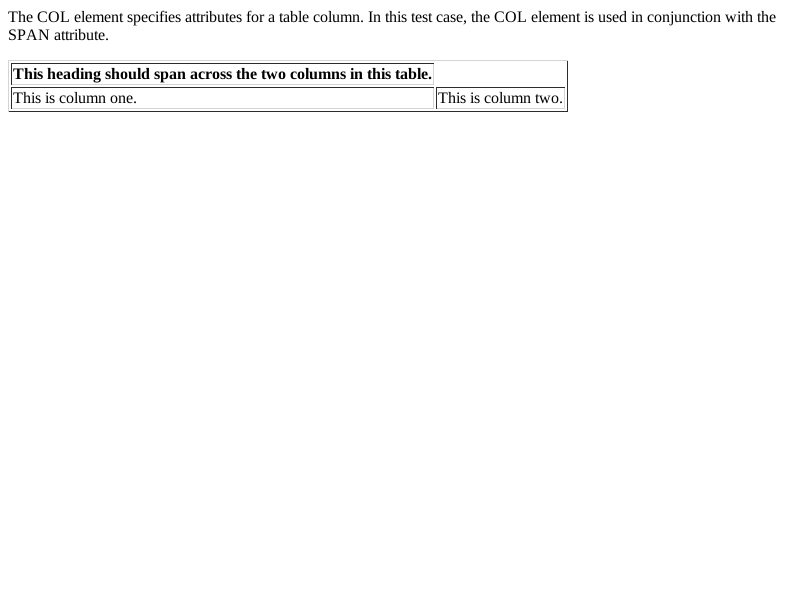 The COL element specifies attributes for a table column. In this test case, the COL element is used in conjunction with the
SPAN attribute.
This heading should span across the two columns in this table.
This is column one. This is column two.